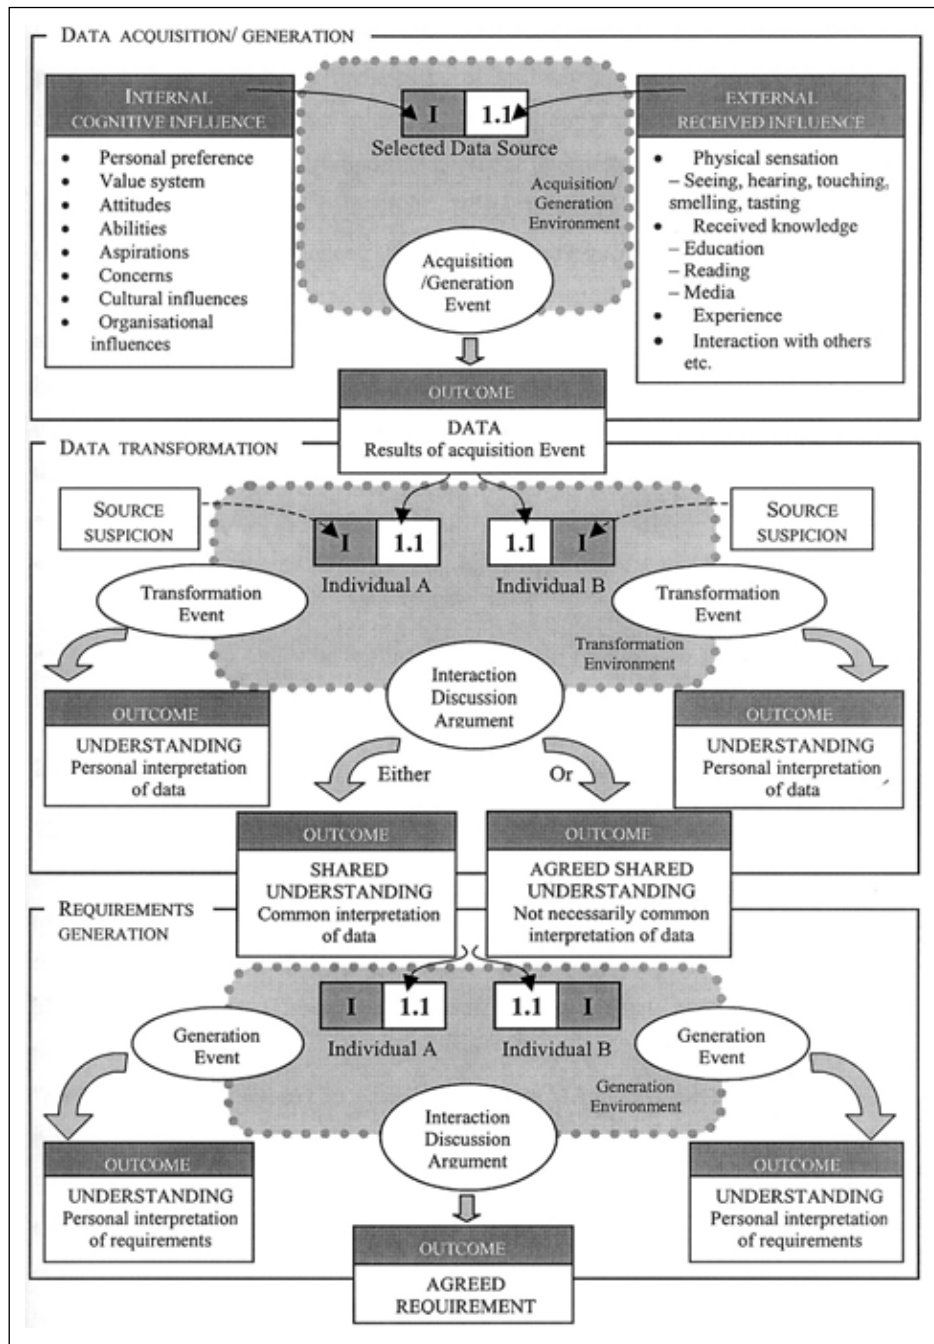 DATA ACQUISITION/ GENERATION
INTERNAL
COGNITIVE INFLUENCE
• Personal preference
• Value system
• Attitudes
• Abilities
• Aspirations
• Concerns
• Cultural influences
• Organisational
influences
I 1.1
Selected Data Source
Acquisition/
Generation
Environment
Acquisition
/Generation
Event
EXTERNAL
RECEIVED INFLUENCE
• Physical sensation
– Seeing, hearing, touching,
smelling, tasting
• Received knowledge
– Education
– Reading
– Media
• Experience
• Interaction with others
etc.
OUTCOME
DATA
Results of acquisition Event
DATA TRANSFORMATION
SOURCE
SUSPICION
I 1.1
Individual A
1.1 I
Individual B
SOURCE
SUSPICION
Transformation
Event
Transformation
Event
Transformation
Environment
Interaction
Discussion
Argument
OUTCOME
UNDERSTANDING
Personal interpretation
of data
Either
Or
OUTCOME
UNDERSTANDING
Personal interpretation
of data
OUTCOME
SHARED
UNDERSTANDING
Common interpretation
of data
OUTCOME
AGREED SHARED
UNDERSTANDING
Not necessarily common
interpretation of data
REQUIREMENTS
GENERATION
I 1.1
Individual A
1.1 I
Individual B
Generation
Event
Generation
Event
Generation
Environment
Interaction
Discussion
Argument
OUTCOME
UNDERSTANDING
Personal interpretation
of requirements
OUTCOME
UNDERSTANDING
Personal interpretation
of requirements
OUTCOME
AGREED
REQUIREMENT